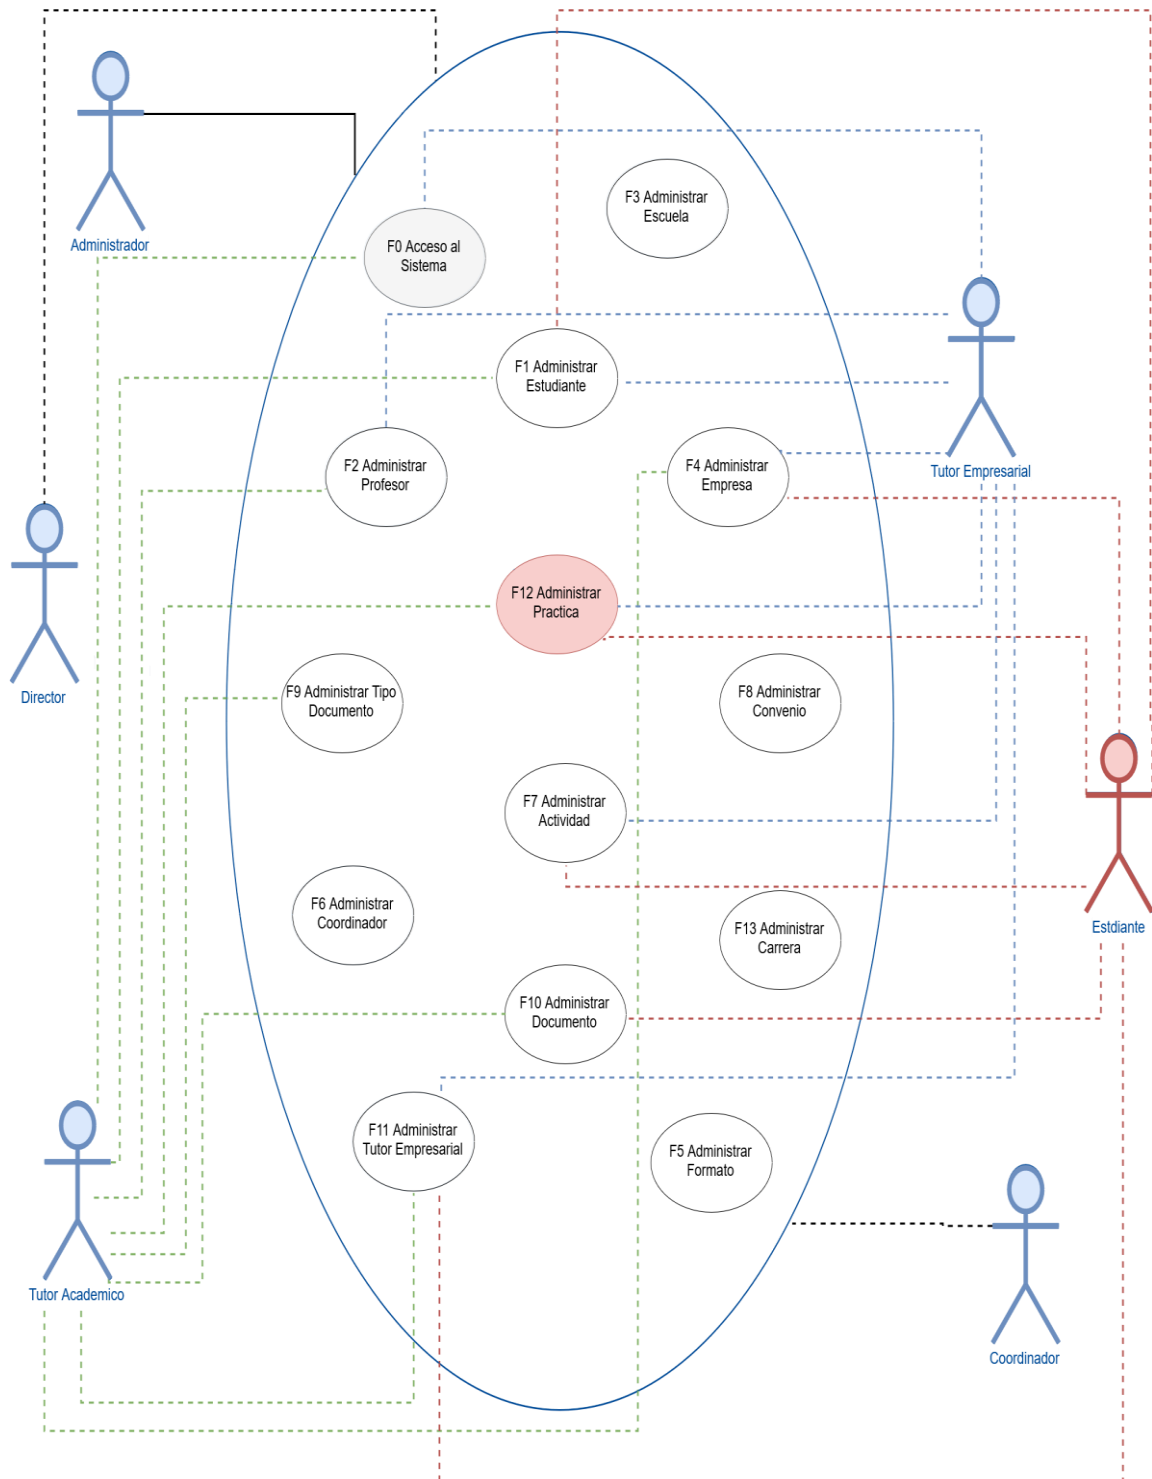 F3 Administrar
Escuela
Administrador
F0 Acceso al
Sistema
F1 Administrar
Estudiante
F2 Administrar
Profesor
F4 Administrar
Empresa
Tutor Empresarial
F12 Administrar
Practica
Director
F9 Administrar Tipo
Documento
F8 Administrar
Convenio
F7 Administrar
Actividad
F6 Administrar
Coordinador
F13 Administrar
Carrera
Estdiante
F10 Administrar
Documento
F11 Administrar
Tutor Empresarial
F5 Administrar
Formato
Tutor Academico
Coordinador